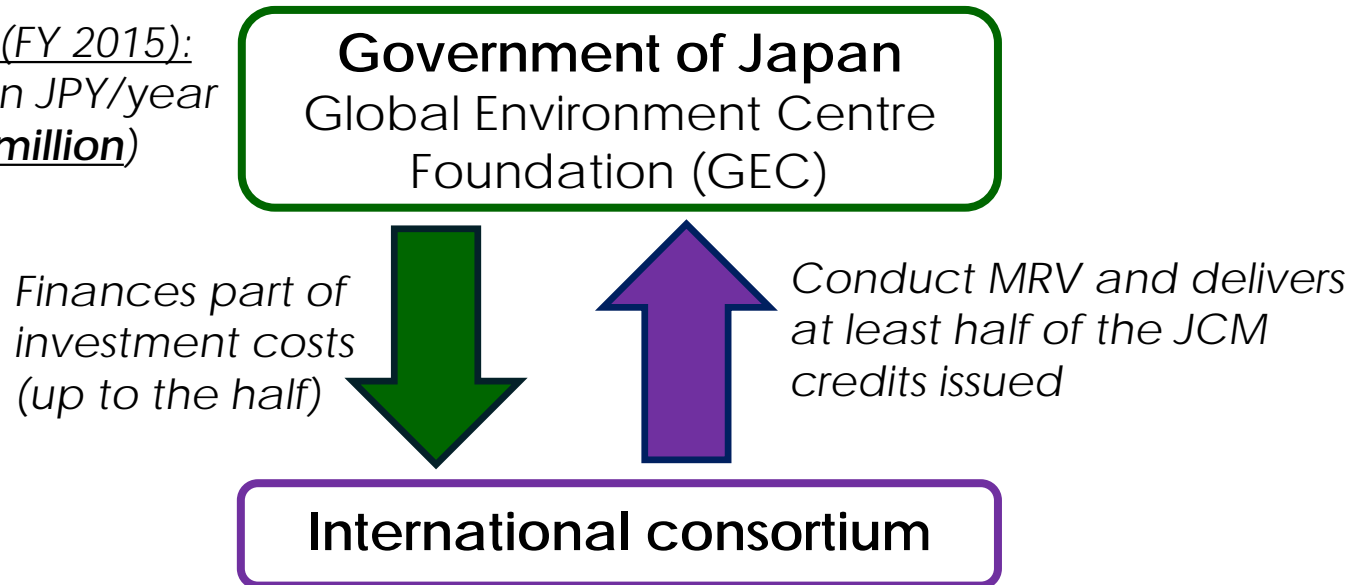 (FY 2015):
n JPY/year
million)
Government of Japan
Global Environment Centre
Foundation (GEC)
Finances part of
investment costs
(up to the half)
Conduct MRV and delivers
at least half of the JCM
credits issued
International consortium